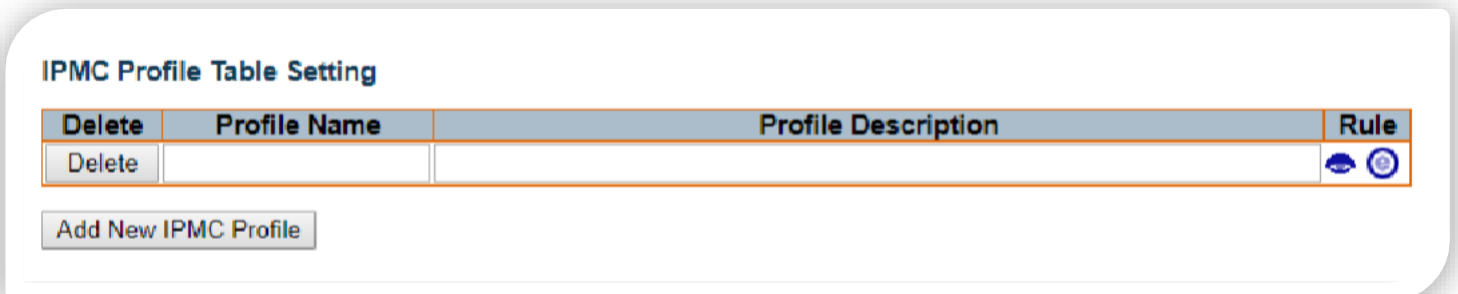 IPMC Profile Table Setting
Delete Profile Name Profile Description Rule
Delete
Add New IPMC Profile